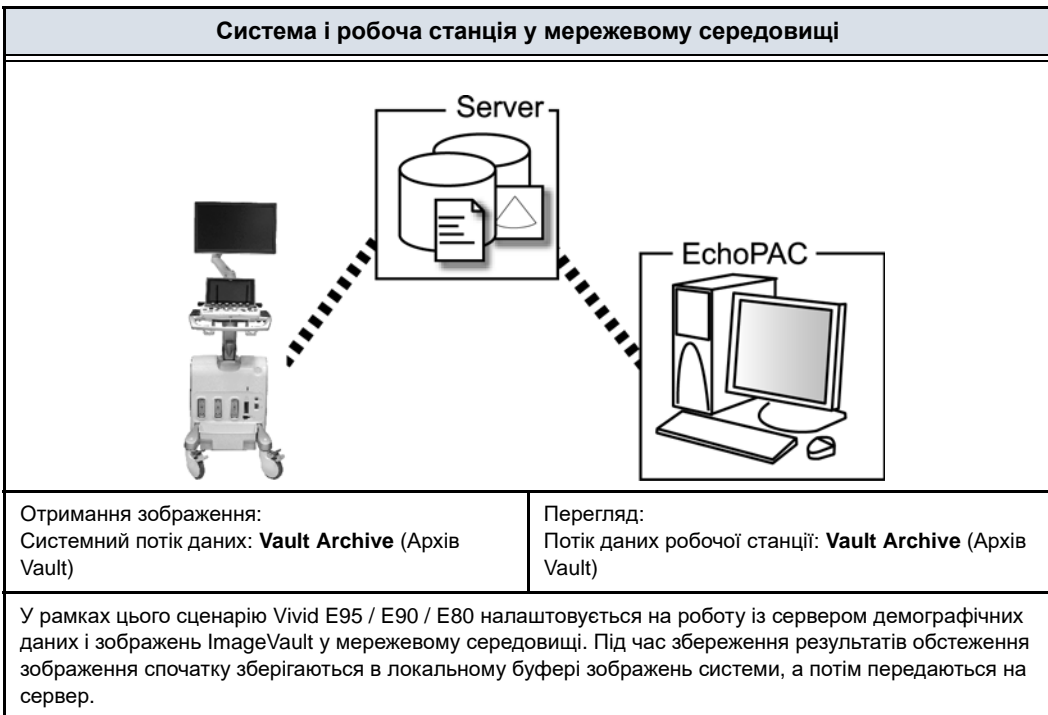 Система і робоча станція у мережевому середовищі
Server
EchoPAC
Отримання зображення:
Системний потік даних: Vault Archive (Архів
Vault)
Перегляд:
Потік даних робочої станції: Vault Archive (Архів
Vault)
У рамках цього сценарію Vivid E95 / E90 / E80 налаштовується на роботу із сервером демографічних
даних і зображень ImageVault у мережевому середовищі. Під час збереження результатів обстеження
зображення спочатку зберігаються в локальному буфері зображень системи, а потім передаються на
сервер.